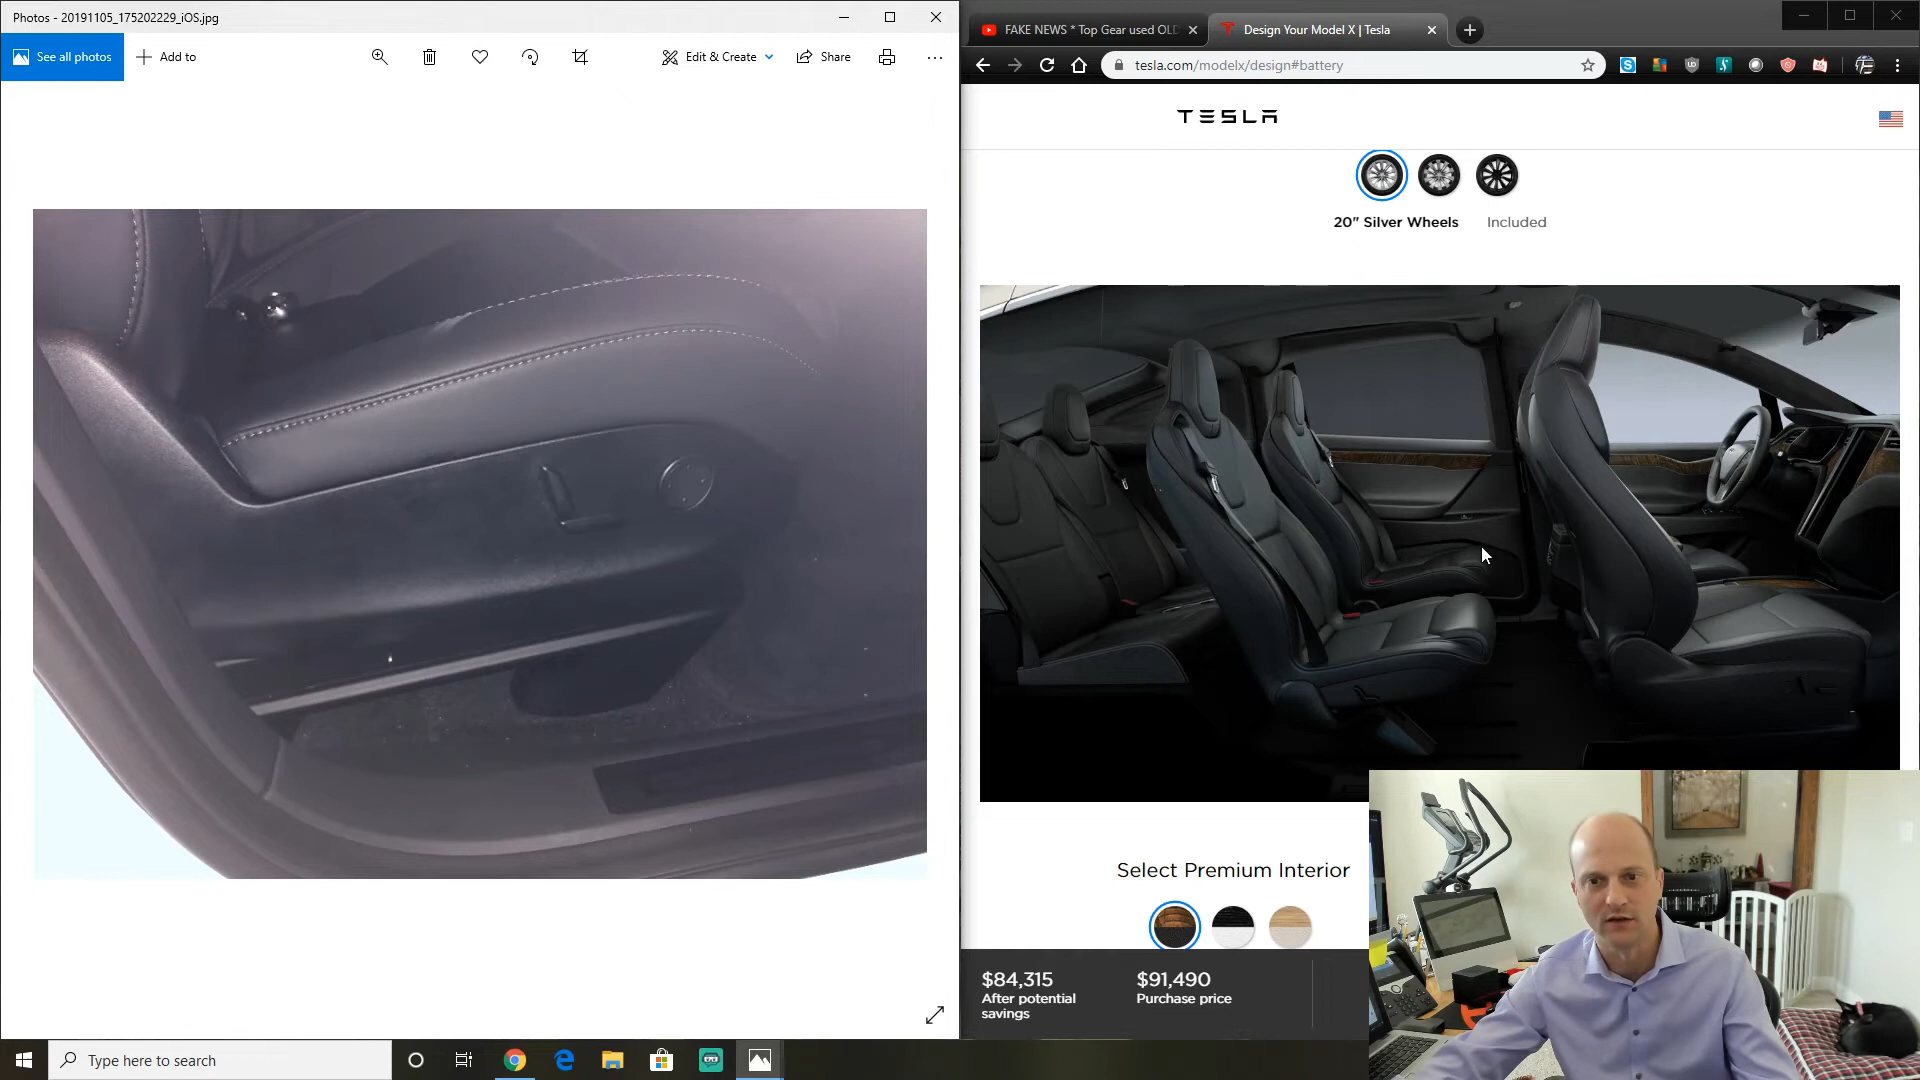 Photos - 20191105_175202229_iOS.jpg
See all photos
Add to
Edit & Create
Share
FAKE NEWS * Top Gear used OLD
Design Your Model X | Tesla
tesla.com/modelx/design#battery
TESLA
20" Silver Wheels Included
Select Premium Interior
$84,315 $91,490
After potential Purchase price
savings
Type here to search